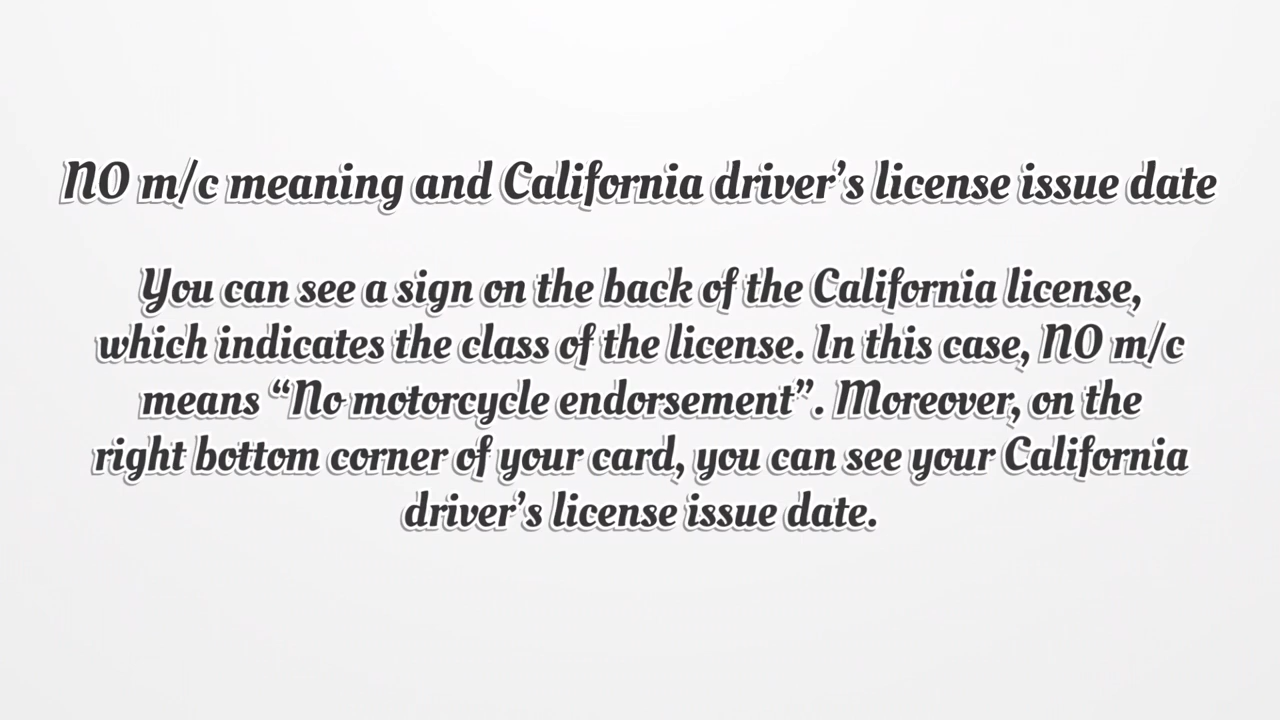 NO m/c meaning and California driver’s license issue date
You can see a sign on the back of the California license,
which indicates the class of the license. In this case, NO m/c
means “No motorcycle endorsement”. Moreover, on the
right bottom corner of your card, you can see your California
driver’s license issue date.